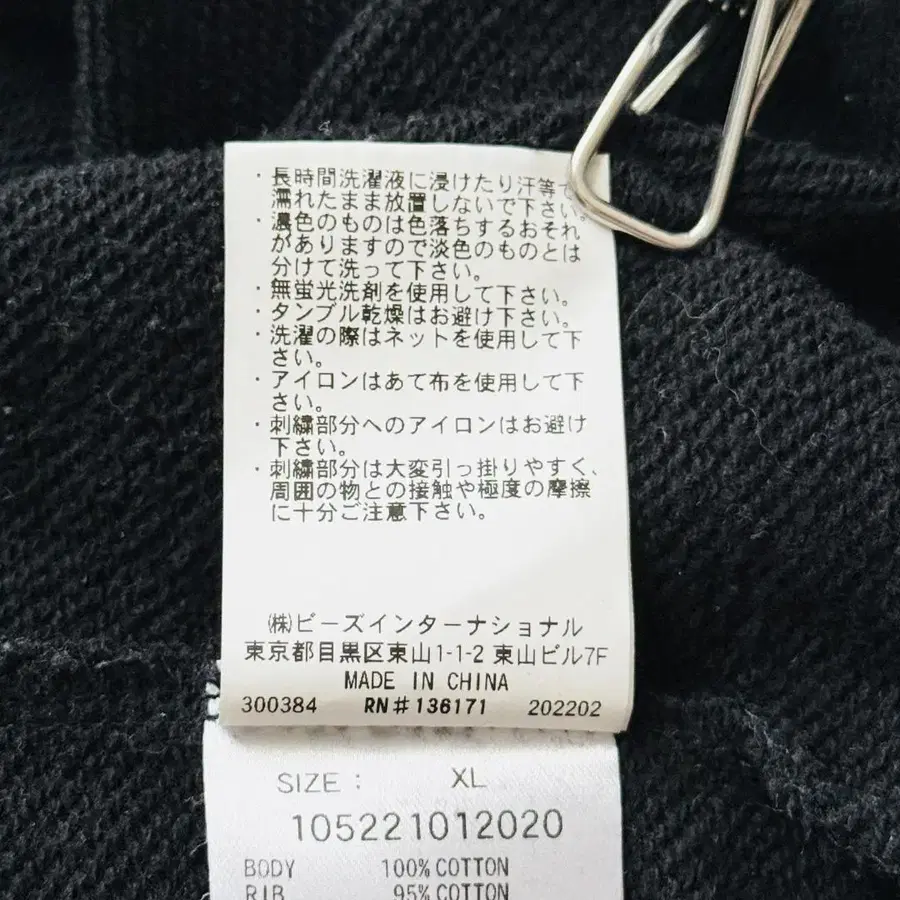 ・長時間洗濯液に浸けたり汗等で
濡れたまま放置しないで下さい。
・濃色のものは色落ちするおそれ
がありますので淡色のものとは
分けて洗って下さい。
・無蛍光洗剤を使用して下さい。
・タンブル乾燥はお避け下さい。
・洗濯の際はネットを使用して下
さい。
・アイロンはあて布を使用して下
さい。
・刺繍部分へのアイロンはお避け
下さい。
・刺繍部分は大変引っ掛りやすく、
周囲の物との接触や極度の摩擦
に十分ご注意下さい。
㈱ビーズインターナショナル
東京都目黒区東山1-1-2 東山ビル7F
MADE IN CHINA
300384 RN#136171 202202
SIZE : XL
105221012020
BODY 100% COTTON
RIB 95% COTTON